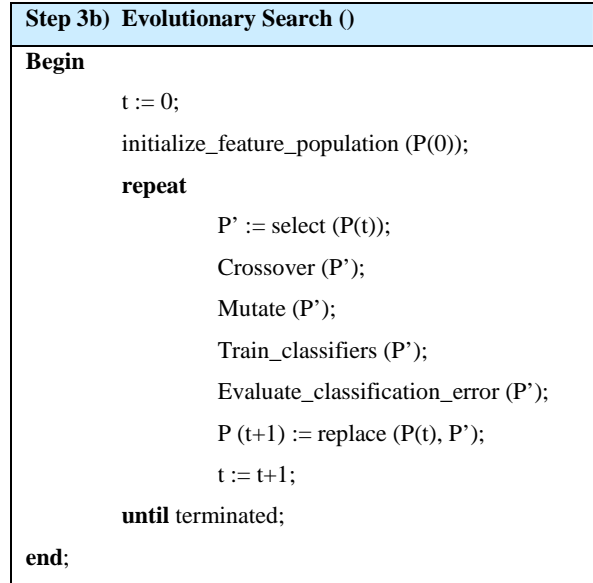 Step 3b) Evolutionary Search ()
Begin
t := 0;
initialize_feature_population (P(0));
repeat
P’ := select (P(t));
Crossover (P’);
Mutate (P’);
Train_classifiers (P’);
Evaluate_classification_error (P’);
P (t+1) := replace (P(t), P’);
t := t+1;
until terminated;
end;